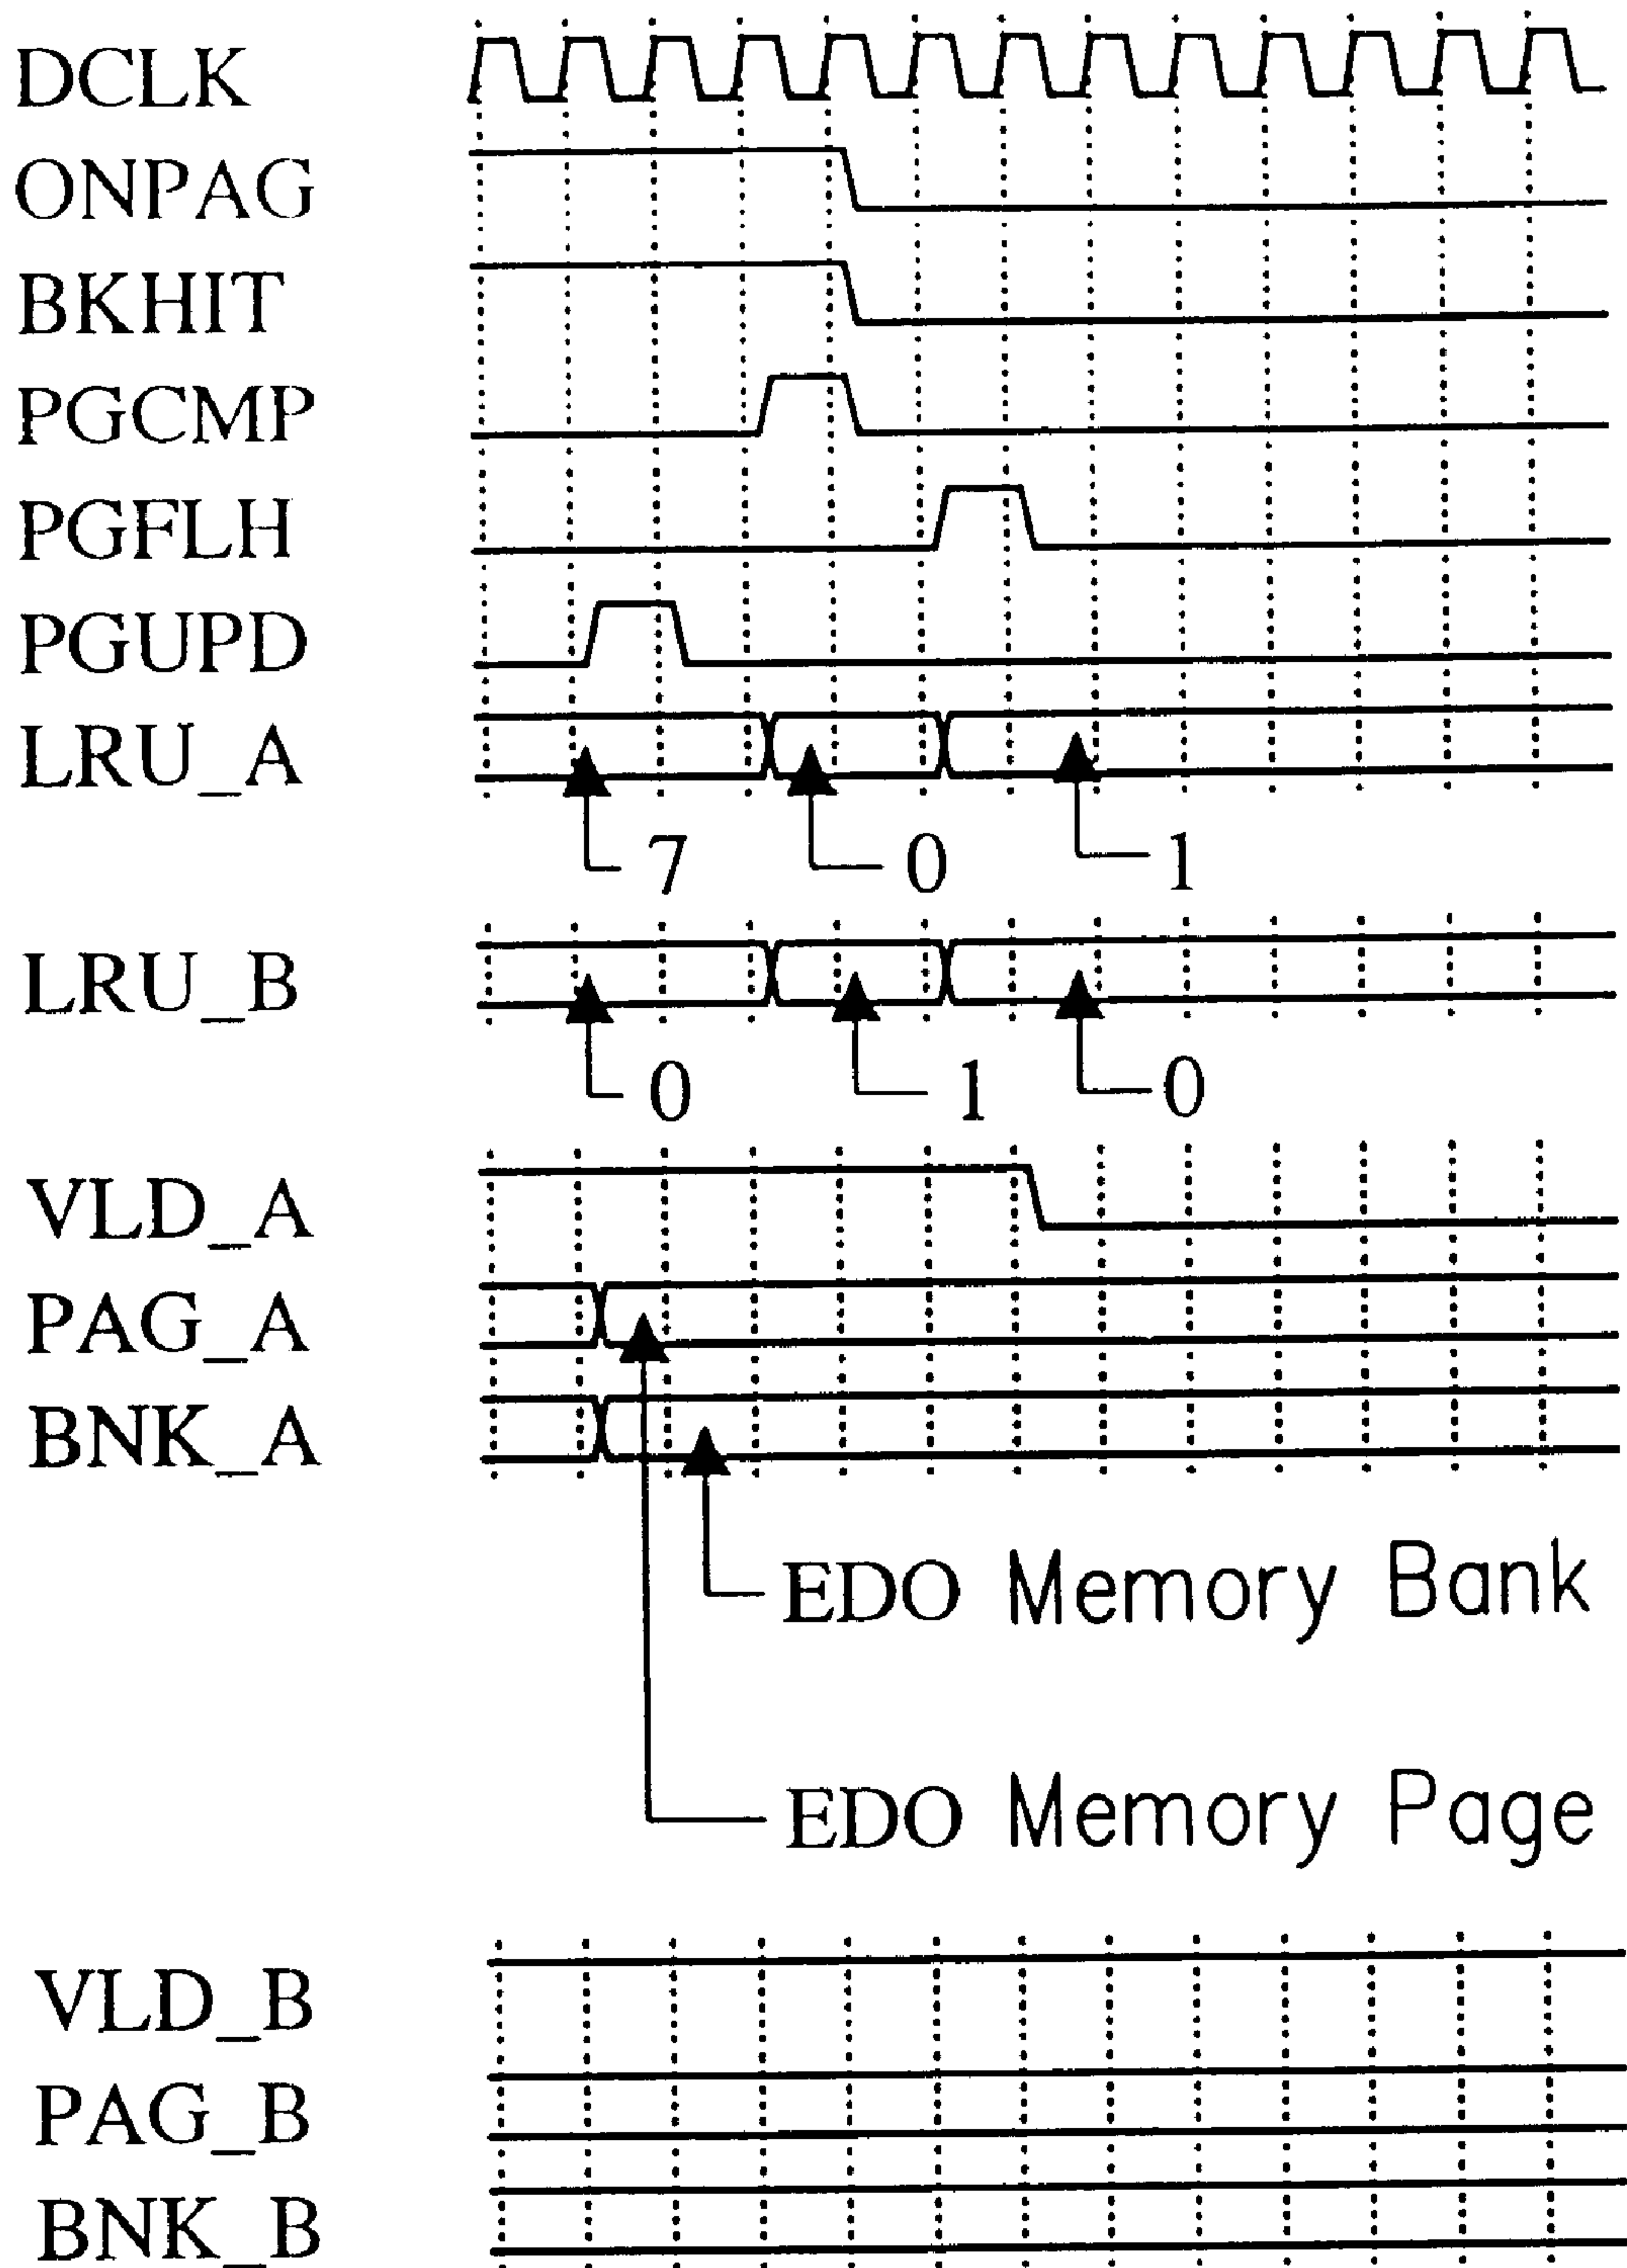 DCLK
ONPAG
BKHIT
PGCMP
PGFLH
PGUPD
LRU_A
7 0 1
LRU_B
0 1 0
VLD_A
PAG_A
BNK_A
EDO Memory Bank
EDO Memory Page
VLD_B
PAG_B
BNK_B